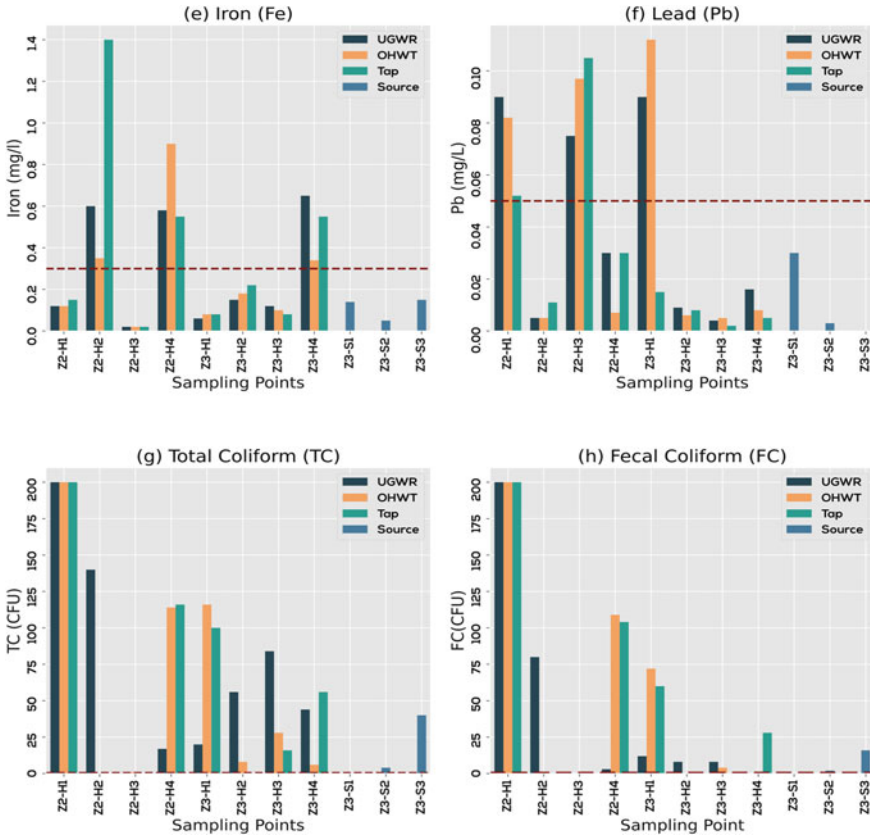 (e) Iron (Fe)
UGWR
OHWT
Tap
Source
Iron (mg/l)
1.4
1.2
1.0
0.8
0.6
0.4
0.2
0.0
Z2-H1
Z2-H2
Z2-H3
Z2-H4
Z3-H1
Z3-H2
Z3-H3
Z3-H4
Z3-S1
Z3-S2
Z3-S3
Sampling Points
(f) Lead (Pb)
UGWR
OHWT
Tap
Source
Pb (mg/L)
0.10
0.08
0.06
0.04
0.02
0.00
Z2-H1
Z2-H2
Z2-H3
Z2-H4
Z3-H1
Z3-H2
Z3-H3
Z3-H4
Z3-S1
Z3-S2
Z3-S3
Sampling Points
(g) Total Coliform (TC)
UGWR
OHWT
Tap
Source
TC (CFU)
200
175
150
125
100
75
50
25
0
Z2-H1
Z2-H2
Z2-H3
Z2-H4
Z3-H1
Z3-H2
Z3-H3
Z3-H4
Z3-S1
Z3-S2
Z3-S3
Sampling Points
(h) Fecal Coliform (FC)
UGWR
OHWT
Tap
Source
FC(CFU)
200
175
150
125
100
75
50
25
0
Z2-H1
Z2-H2
Z2-H3
Z2-H4
Z3-H1
Z3-H2
Z3-H3
Z3-H4
Z3-S1
Z3-S2
Z3-S3
Sampling Point